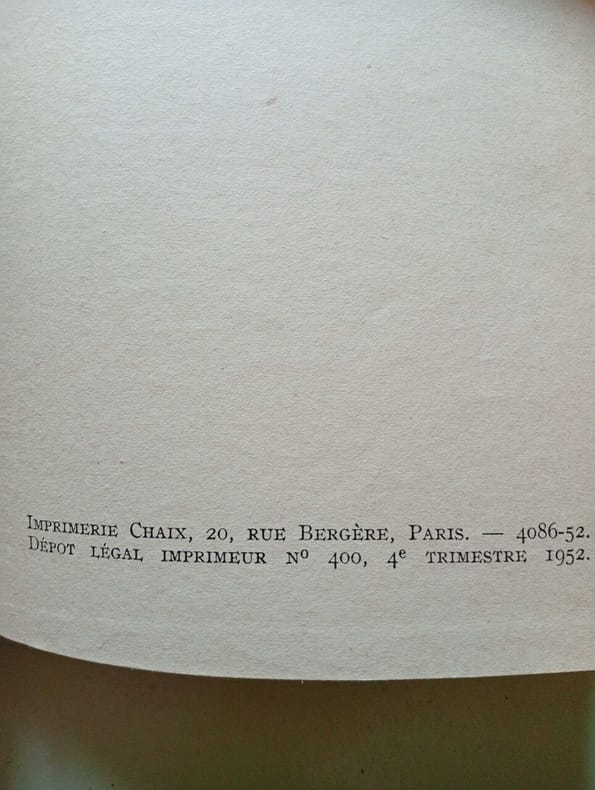 Imprimerie Chaix, 20, rue Bergère, Paris. — 4086-52.
Dépot légal imprimeur Nº 400, 4e trimestre 1952.